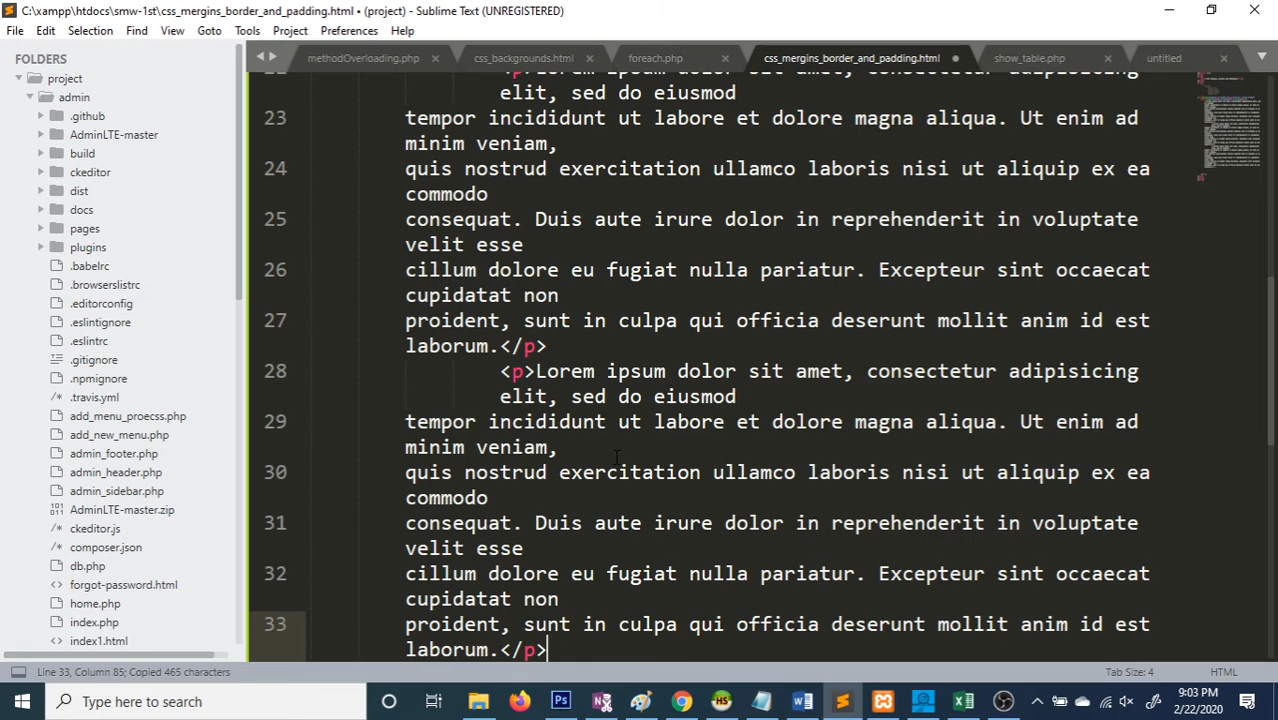 C:\xampp\htdocs\smw-1st\css_mergins_border_and_padding.html • (project) - Sublime Text (UNREGISTERED)
File Edit Selection Find View Goto Tools Project Preferences Help
FOLDERS
methodOverloading.php css_backgrounds.html foreach.php css_mergins_border_and_padding.html show_table.php untitled
project
admin
.github
AdminLTE-master
build
ckeditor
dist
docs
pages
plugins
.babelrc
.browserslistrc
.editorconfig
.eslintignore
.eslintrc
.gitignore
.npmignore
.travis.yml
add_menu_proecss.php
add_new_menu.php
admin_footer.php
admin_header.php
admin_sidebar.php
AdminLTE-master.zip
ckeditor.js
composer.json
db.php
forgot-password.html
home.php
index.php
index1.html
22 <p>Lorem ipsum dolor sit amet, consectetur adipisicing
elit, sed do eiusmod
23 tempor incididunt ut labore et dolore magna aliqua. Ut enim ad
minim veniam,
24 quis nostrud exercitation ullamco laboris nisi ut aliquip ex ea
commodo
25 consequat. Duis aute irure dolor in reprehenderit in voluptate
velit esse
26 cillum dolore eu fugiat nulla pariatur. Excepteur sint occaecat
cupidatat non
27 proident, sunt in culpa qui officia deserunt mollit anim id est
laborum.</p>
28 <p>Lorem ipsum dolor sit amet, consectetur adipisicing
elit, sed do eiusmod
29 tempor incididunt ut labore et dolore magna aliqua. Ut enim ad
minim veniam,
30 quis nostrud exercitation ullamco laboris nisi ut aliquip ex ea
commodo
31 consequat. Duis aute irure dolor in reprehenderit in voluptate
velit esse
32 cillum dolore eu fugiat nulla pariatur. Excepteur sint occaecat
cupidatat non
33 proident, sunt in culpa qui officia deserunt mollit anim id est
laborum.</p>
Line 33, Column 85; Copied 465 characters Tab Size: 4 HTML
Type here to search
9:03 PM
2/22/2020